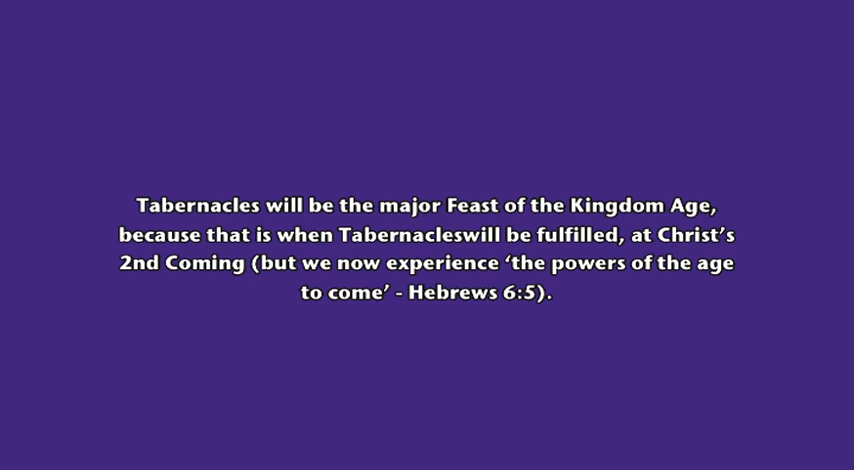 Tabernacles will be the major Feast of the Kingdom Age,
because that is when Tabernacleswill be fulfilled, at Christ’s
2nd Coming (but we now experience ‘the powers of the age
to come’ - Hebrews 6:5).